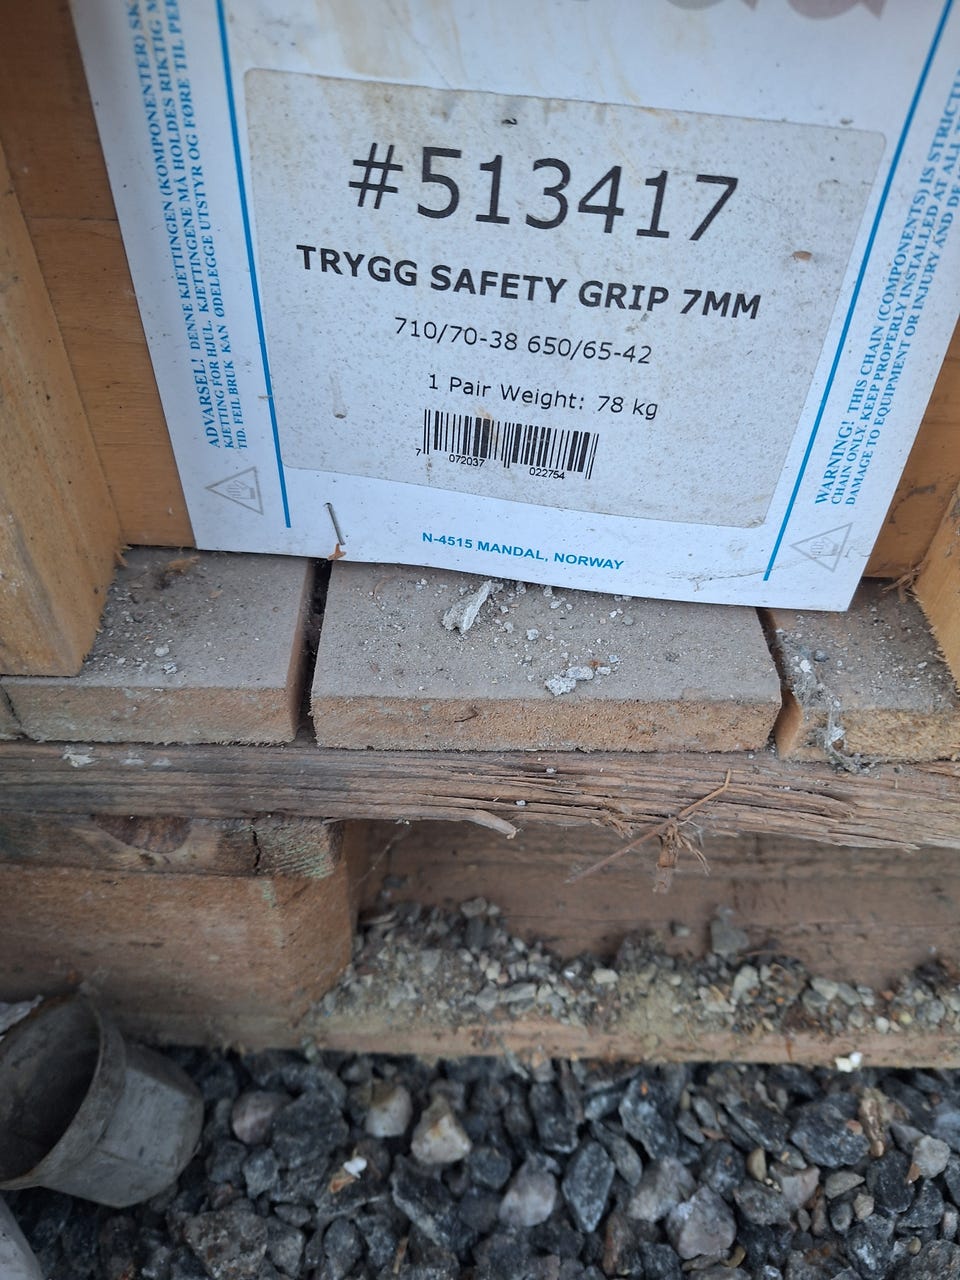 #513417
TRYGG SAFETY GRIP 7MM
710/70-38 650/65-42
1 Pair Weight: 78 kg
7 072037 022754
N-4515 MANDAL, NORWAY
ADVARSEL! DENNE KJETTINGEN (KOMPONENTER)
KJETTING FOR HJUL. KJETTINGENE MÅ HOLDES RIKTIG
TID. FEIL BRUK KAN ØDELEGGE UTSTYR OG FØRE TIL
WARNING! THIS CHAIN (COMPONENTS) IS
CHAIN ONLY. KEEP PROPERLY INSTALLED AT ALL
DAMAGE TO EQUIPMENT OR INJURY AND